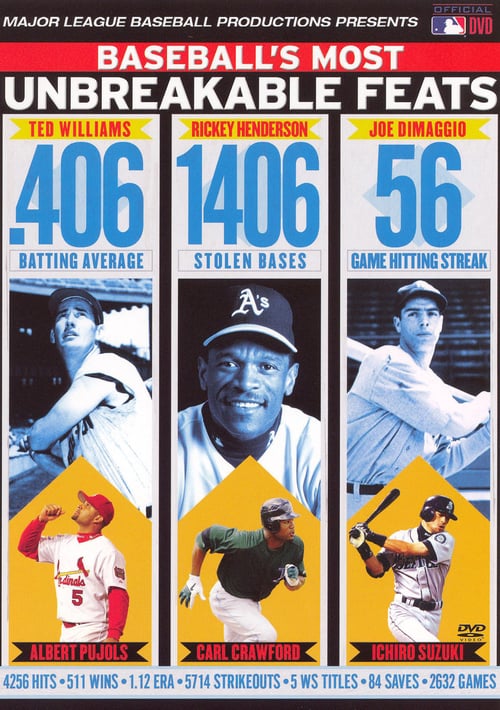 MAJOR LEAGUE BASEBALL PRODUCTIONS PRESENTS
OFFICIAL
DVD
BASEBALL'S MOST
UNBREAKABLE FEATS
TED WILLIAMS
.406
BATTING AVERAGE
RICKEY HENDERSON
1406
STOLEN BASES
JOE DIMAGGIO
56
GAME HITTING STREAK
A's
Cardinals
5
ALBERT PUJOLS
CARL CRAWFORD
ICHIRO SUZUKI
DVD
VIDEO
4256 HITS • 511 WINS • 1.12 ERA • 5714 STRIKEOUTS • 5 WS TITLES • 84 SAVES • 2632 GAMES